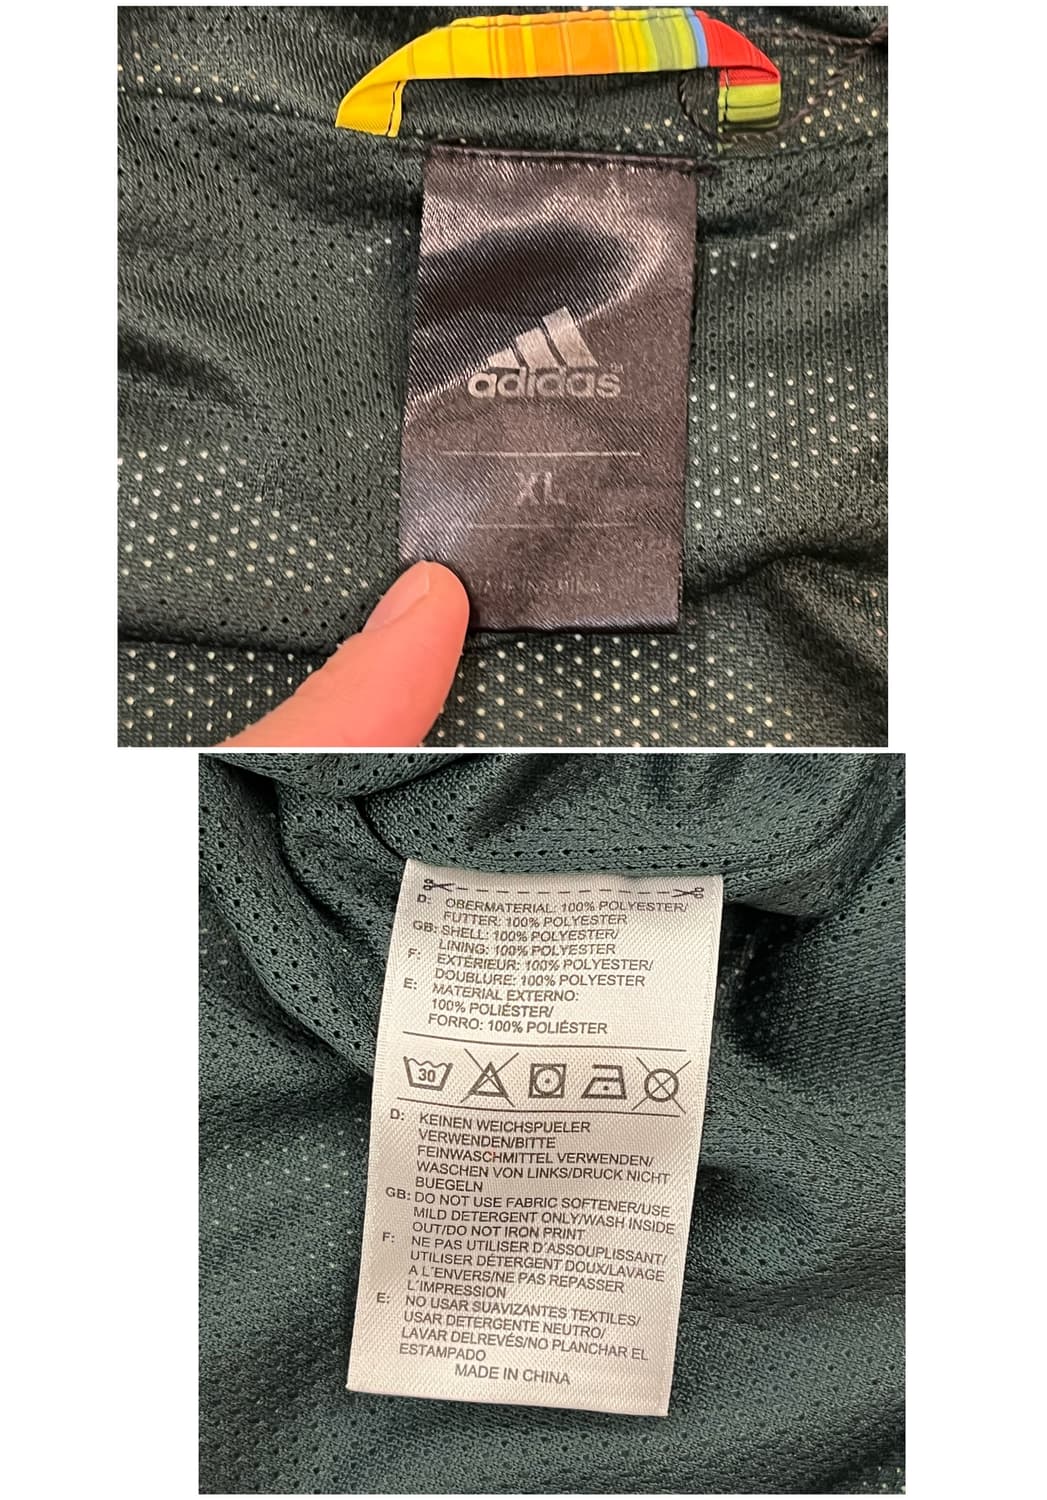 adidas
XL
MADE IN CHINA
D: OBERMATERIAL: 100% POLYESTER/
FUTTER: 100% POLYESTER
GB: SHELL: 100% POLYESTER/
LINING: 100% POLYESTER
F: EXTÉRIEUR: 100% POLYESTER/
DOUBLURE: 100% POLYESTER
E: MATERIAL EXTERNO:
100% POLIÉSTER/
FORRO: 100% POLIÉSTER
30
D: KEINEN WEICHSPUELER
VERWENDEN/BITTE
FEINWASCHMITTEL VERWENDEN/
WASCHEN VON LINKS/DRUCK NICHT
BUEGELN
GB: DO NOT USE FABRIC SOFTENER/USE
MILD DETERGENT ONLY/WASH INSIDE
OUT/DO NOT IRON PRINT
F: NE PAS UTILISER D´ASSOUPLISSANT/
UTILISER DÉTERGENT DOUX/LAVAGE
A L´ENVERS/NE PAS REPASSER
L´IMPRESSION
E: NO USAR SUAVIZANTES TEXTILES/
USAR DETERGENTE NEUTRO/
LAVAR DELREVÉS/NO PLANCHAR EL
ESTAMPADO
MADE IN CHINA